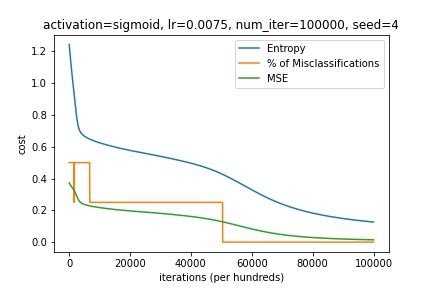 activation=sigmoid, lr=0.0075, num_iter=100000, seed=4
Entropy
% of Misclassifications
MSE
1.2
1.0
0.8
0.6
0.4
0.2
0.0
cost
0 20000 40000 60000 80000 100000
iterations (per hundreds)